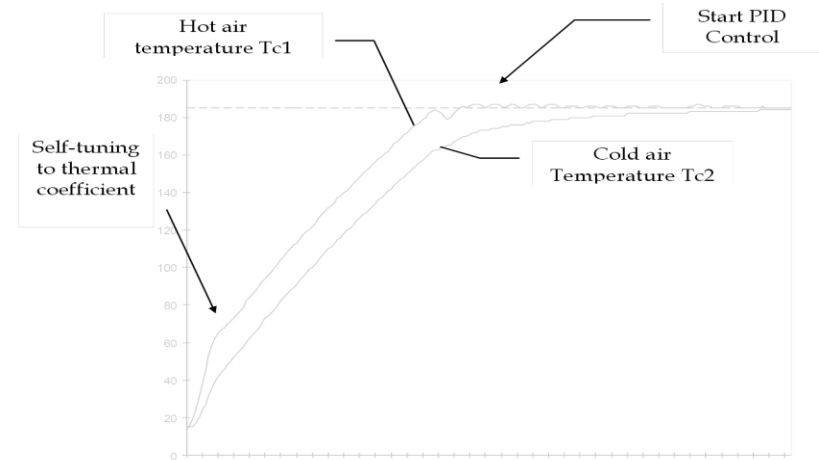 Hot air
temperature Tc1
Start PID
Control
Self-tuning
to thermal
coefficient
Cold air
Temperature Tc2
200
180
160
140
120
100
80
60
40
20
0